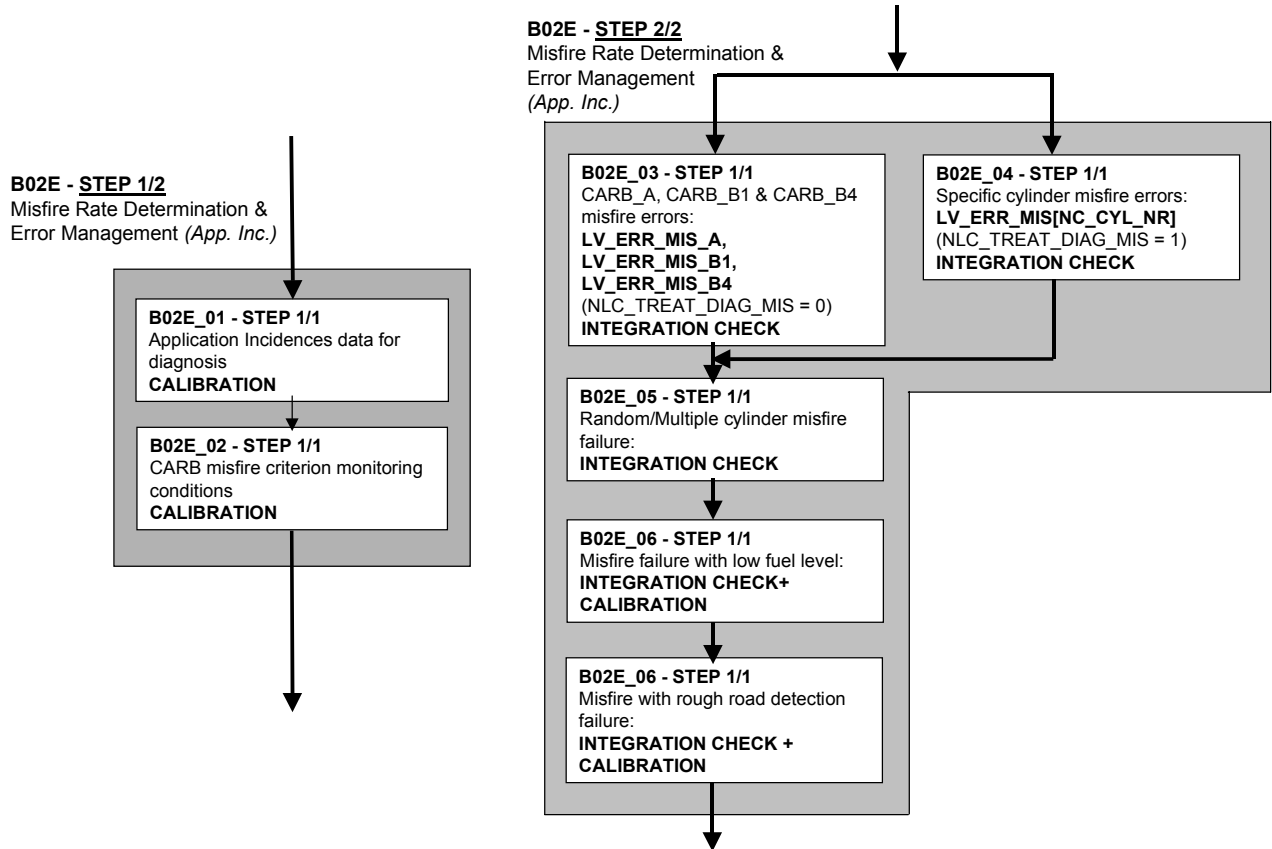 B02E - STEP 1/2
Misfire Rate Determination &
Error Management (App. Inc.)
B02E_01 - STEP 1/1
Application Incidences data for
diagnosis
CALIBRATION
B02E_02 - STEP 1/1
CARB misfire criterion monitoring
conditions
CALIBRATION
B02E - STEP 2/2
Misfire Rate Determination &
Error Management
(App. Inc.)
B02E_03 - STEP 1/1
CARB_A, CARB_B1 & CARB_B4
misfire errors:
LV_ERR_MIS_A,
LV_ERR_MIS_B1,
LV_ERR_MIS_B4
(NLC_TREAT_DIAG_MIS = 0)
INTEGRATION CHECK
B02E_04 - STEP 1/1
Specific cylinder misfire errors:
LV_ERR_MIS[NC_CYL_NR]
(NLC_TREAT_DIAG_MIS = 1)
INTEGRATION CHECK
B02E_05 - STEP 1/1
Random/Multiple cylinder misfire
failure:
INTEGRATION CHECK
B02E_06 - STEP 1/1
Misfire failure with low fuel level:
INTEGRATION CHECK+
CALIBRATION
B02E_06 - STEP 1/1
Misfire with rough road detection
failure:
INTEGRATION CHECK +
CALIBRATION